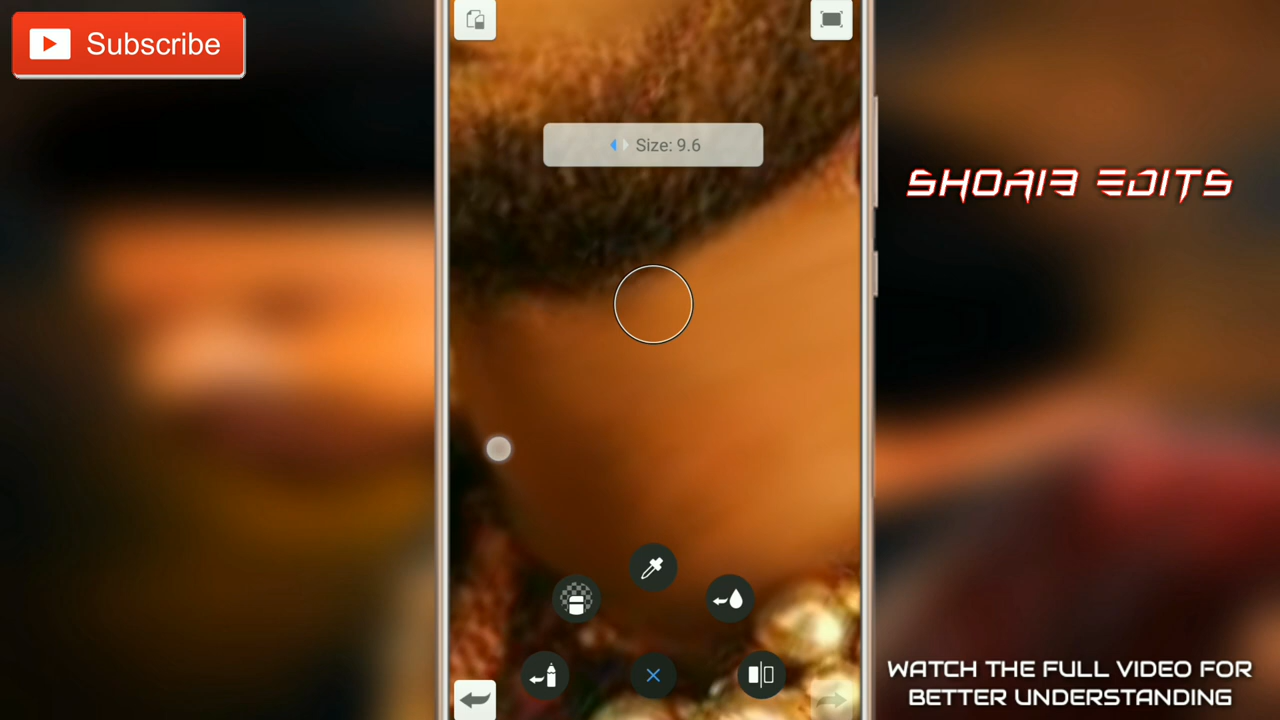 Subscribe
Size: 9.6
SHOAIB EDITS
WATCH THE FULL VIDEO FOR
BETTER UNDERSTANDING